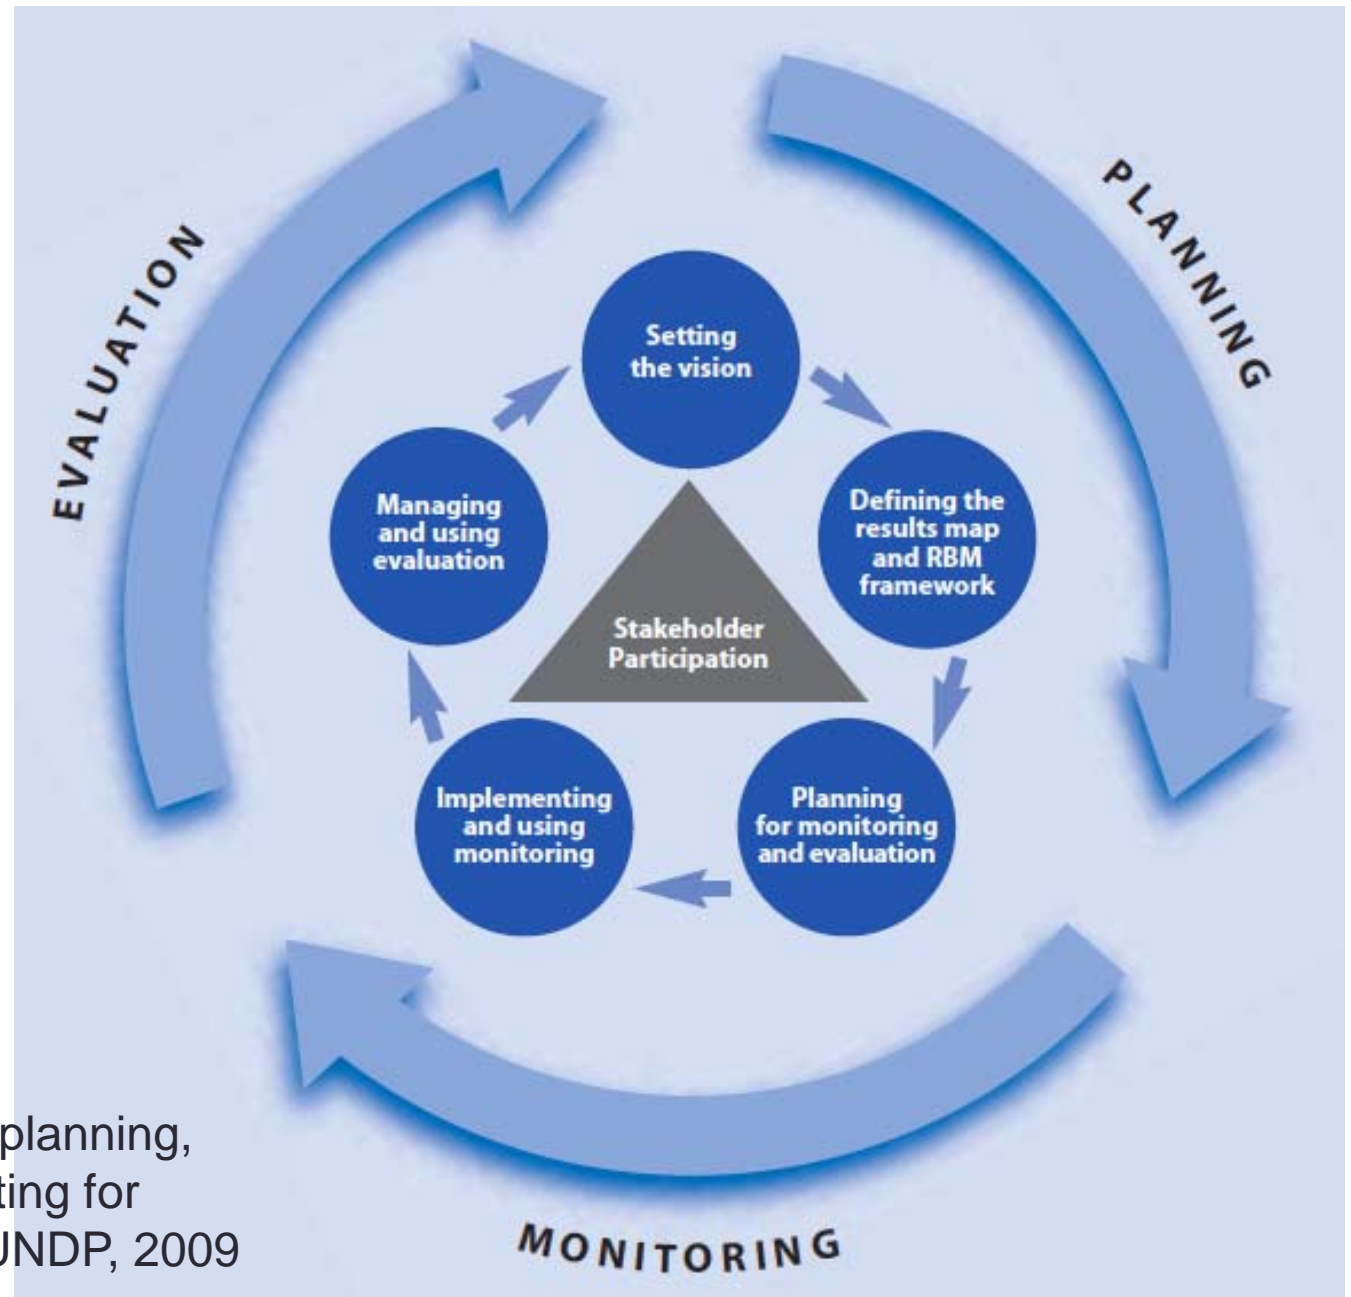 EVALUATION
PLANNING
Setting
the vision
Managing
and using
evaluation
Defining the
results map
and RBM
framework
Stakeholder
Participation
Implementing
and using
monitoring
Planning
for monitoring
and evaluation
planning,
ting for
UNDP, 2009
MONITORING